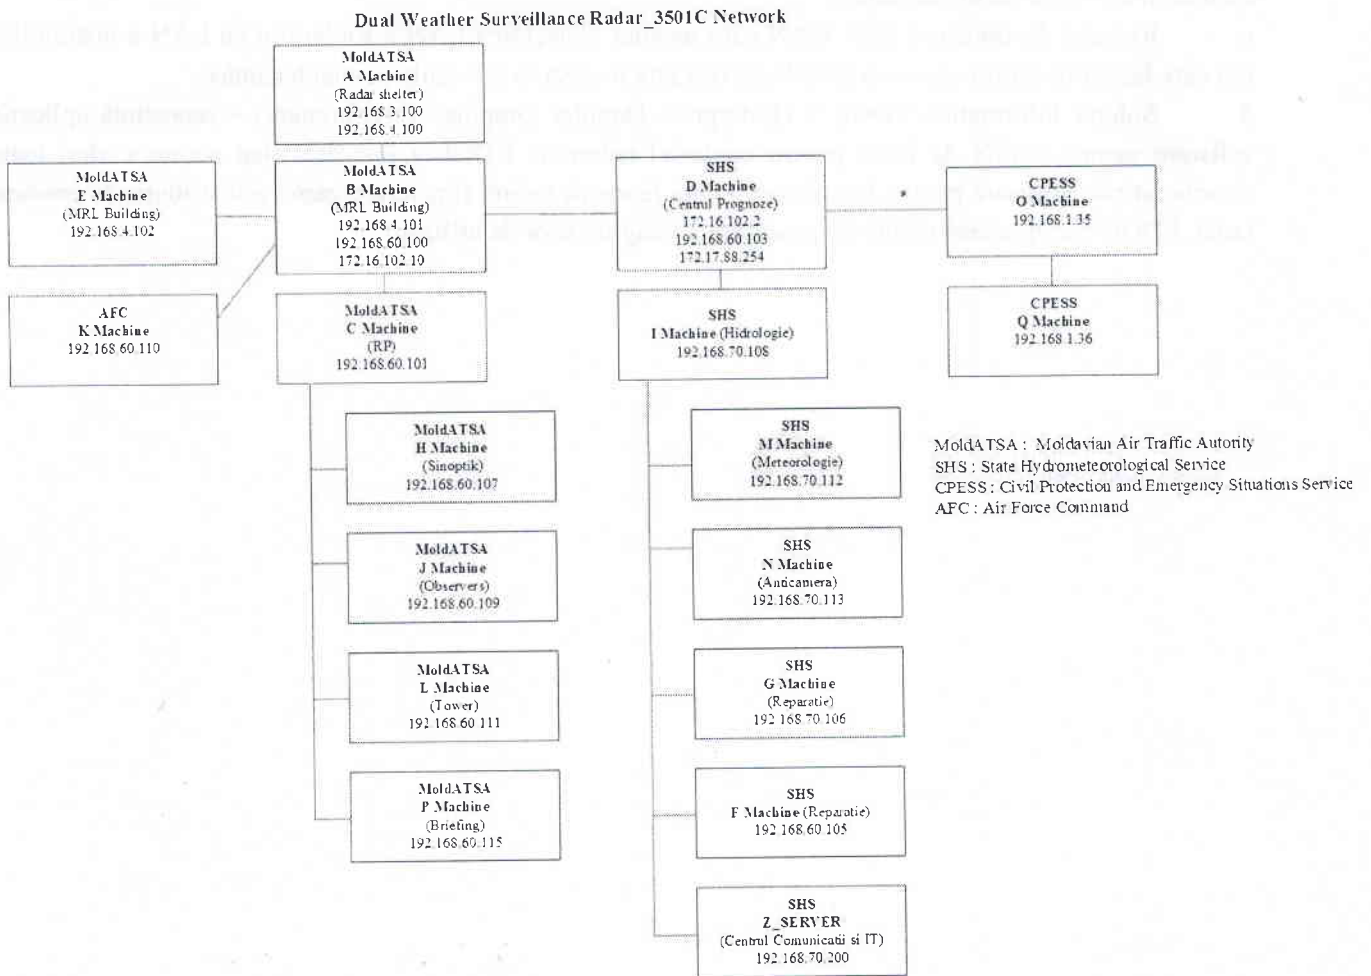 Dual Weather Surveillance Radar_3501C Network
MoldATSA
A Machine
(Radar shelter)
192.168.3.100
192.168.4.100
MoldATSA
E Machine
(MRL Building)
192.168.4.102
MoldATSA
B Machine
(MRL Building)
192.168.4.101
192.168.60.100
172.16.102.10
SHS
D Machine
(Centrul Prognoze)
172.16.102.2
192.168.60.103
172.17.88.254
CPESS
O Machine
192.168.1.35
AFC
K Machine
192.168.60.110
MoldATSA
C Machine
(RP)
192.168.60.101
SHS
I Machine (Hidrologie)
192.168.70.108
CPESS
Q Machine
192.168.1.36
MoldATSA
H Machine
(Sinoptik)
192.168.60.107
MoldATSA
J Machine
(Observers)
192.168.60.109
MoldATSA
L Machine
(Tower)
192.168.60.111
MoldATSA
P Machine
(Briefing)
192.168.60.115
SHS
M Machine
(Meteorologie)
192.168.70.112
SHS
N Machine
(Anticamera)
192.168.70.113
SHS
G Machine
(Reparatie)
192.168.70.106
SHS
F Machine (Reparatie)
192.168.60.105
SHS
Z_SERVER
(Centrul Comunicatii si IT)
192.168.70.200
MoldATSA : Moldavian Air Traffic Autority
SHS : State Hydrometeorological Service
CPESS : Civil Protection and Emergency Situations Service
AFC : Air Force Command